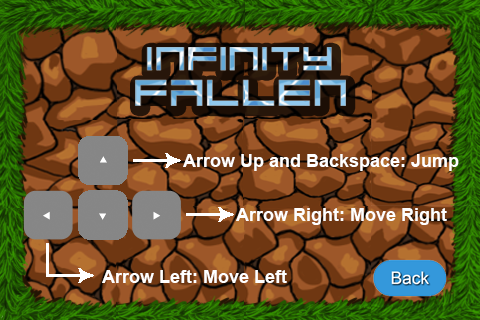 INFINITY
FALLEN
Arrow Up and Backspace: Jump
Arrow Right: Move Right
Arrow Left: Move Left
Back